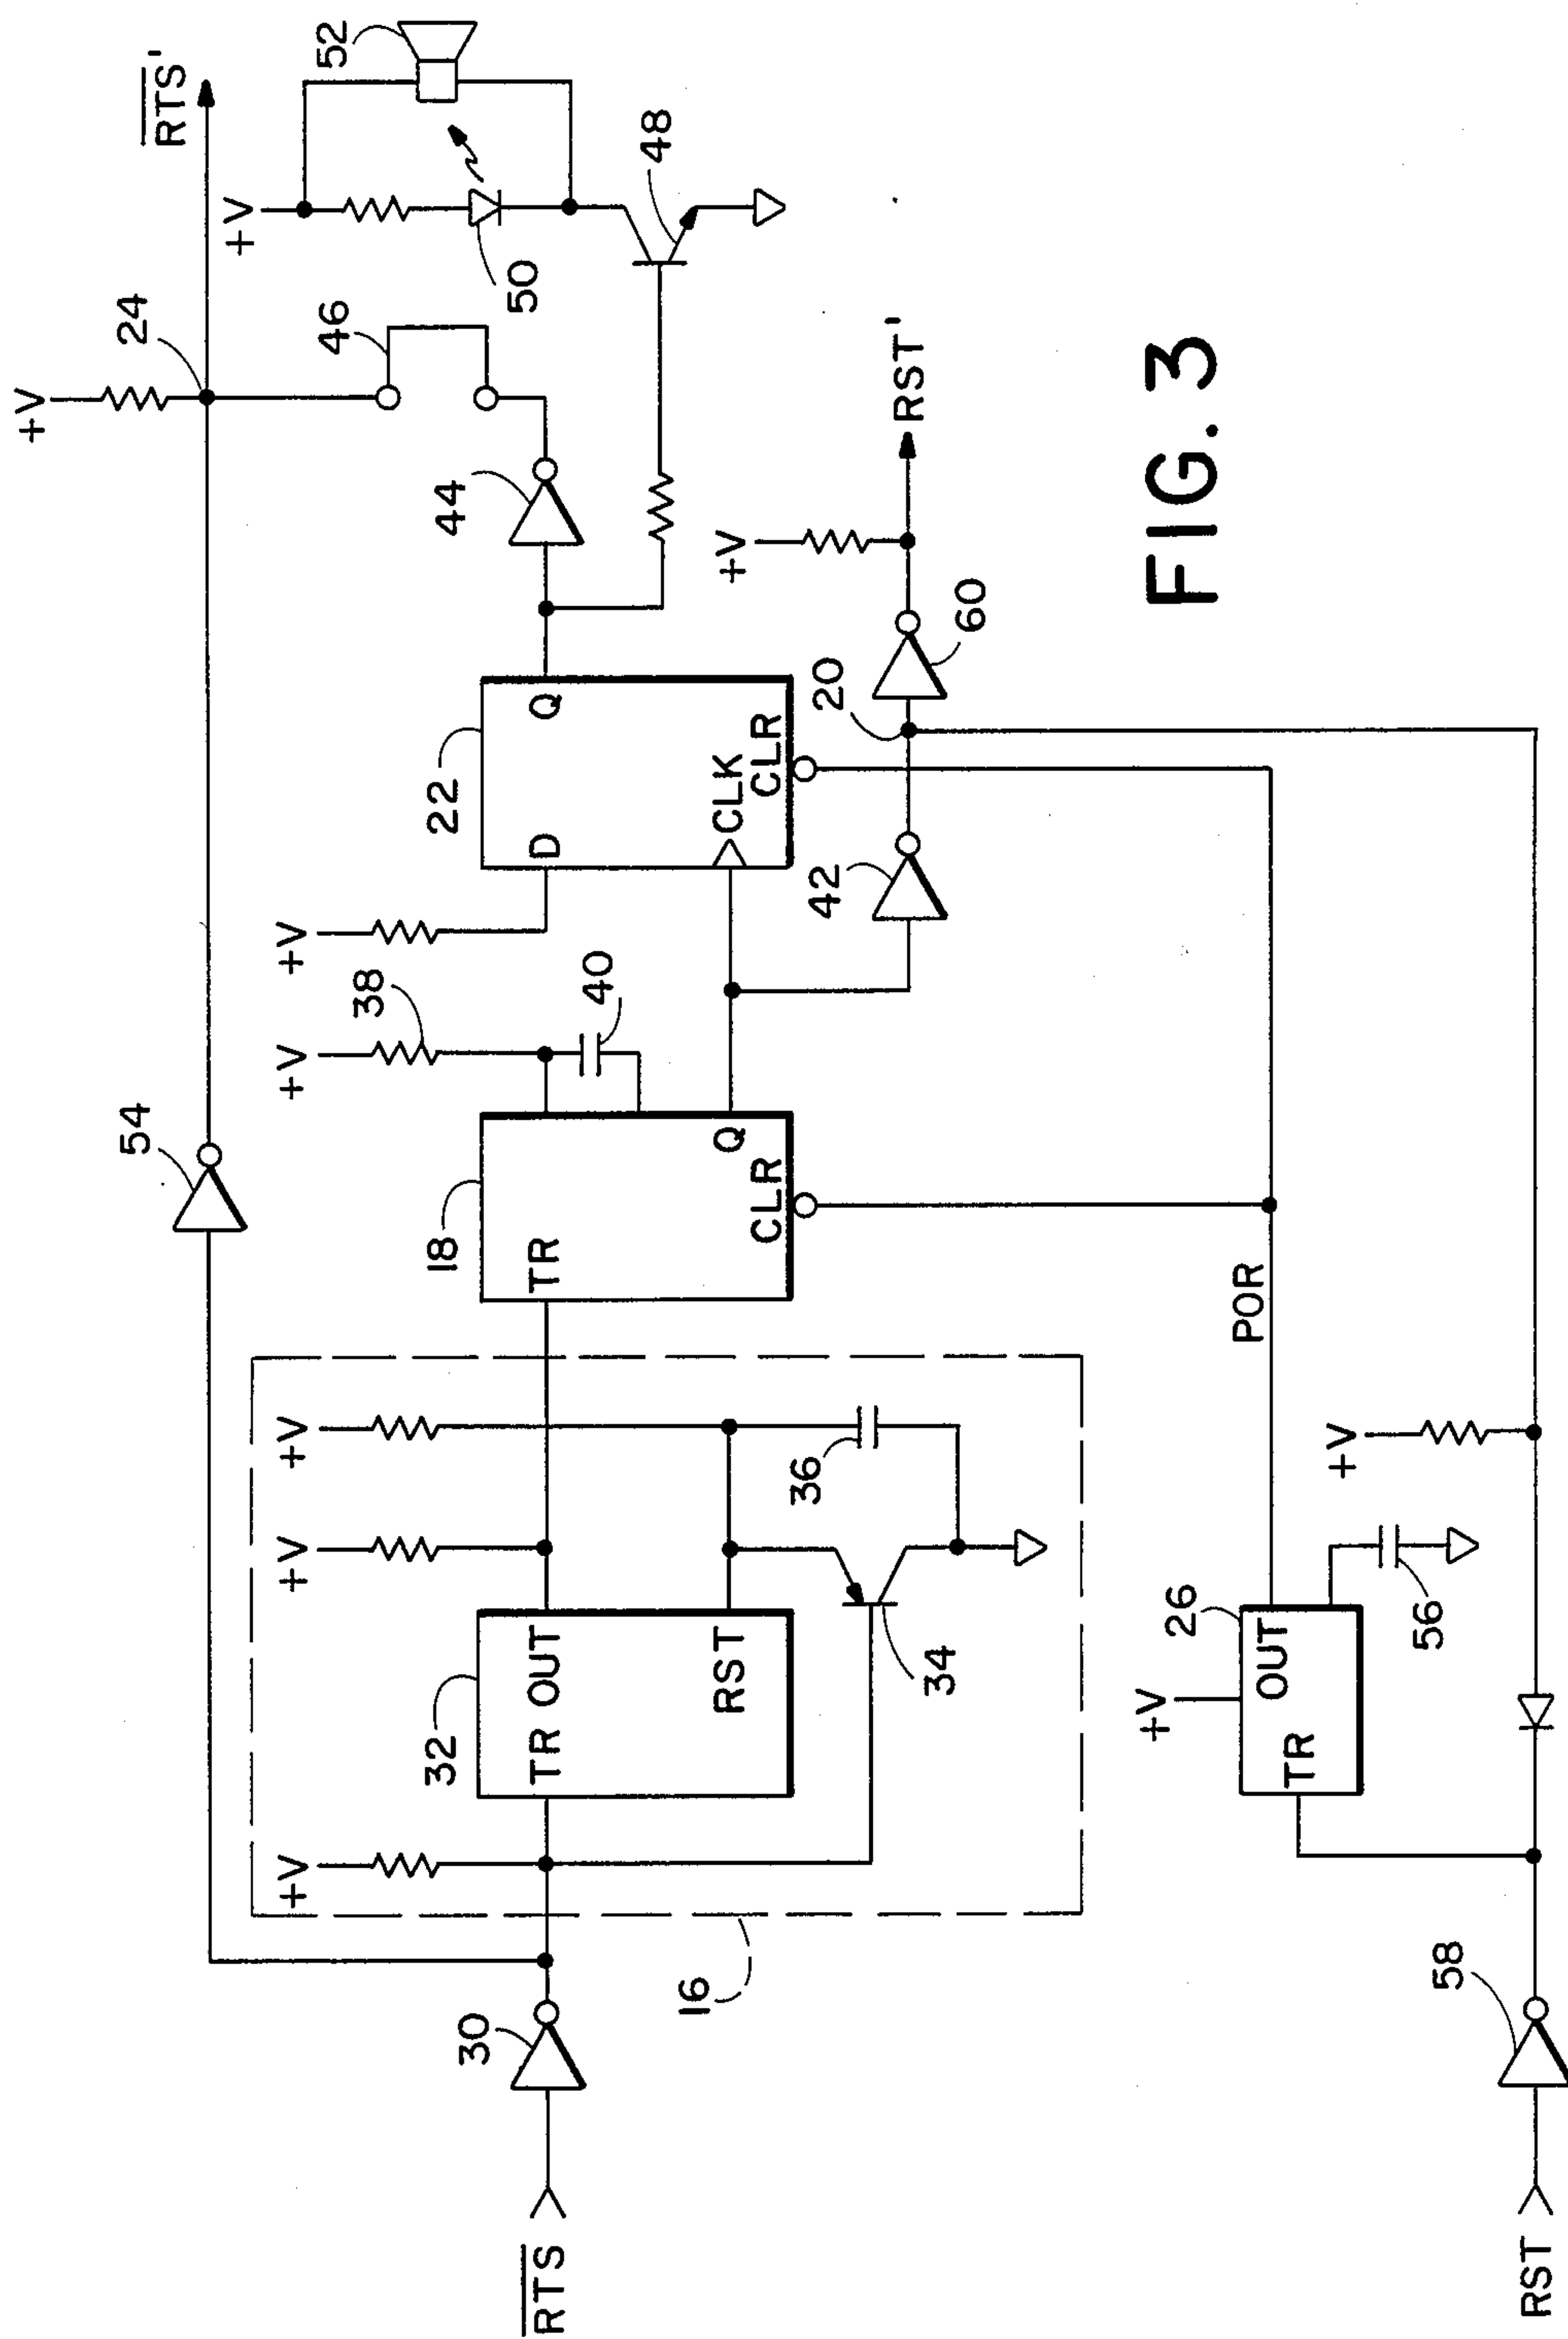 RTS
30
16
+V
TR OUT
RST
32
+V
+V
34
36
54
TR
Q
CLR
18
+V
38
40
+V
D
Q
CLK
CLR
22
42
20
60
+V
RST'
44
46
+V
24
RTS'
+V
50
52
48
RST
58
TR
OUT
26
+V
56
+V
POR
FIG. 3